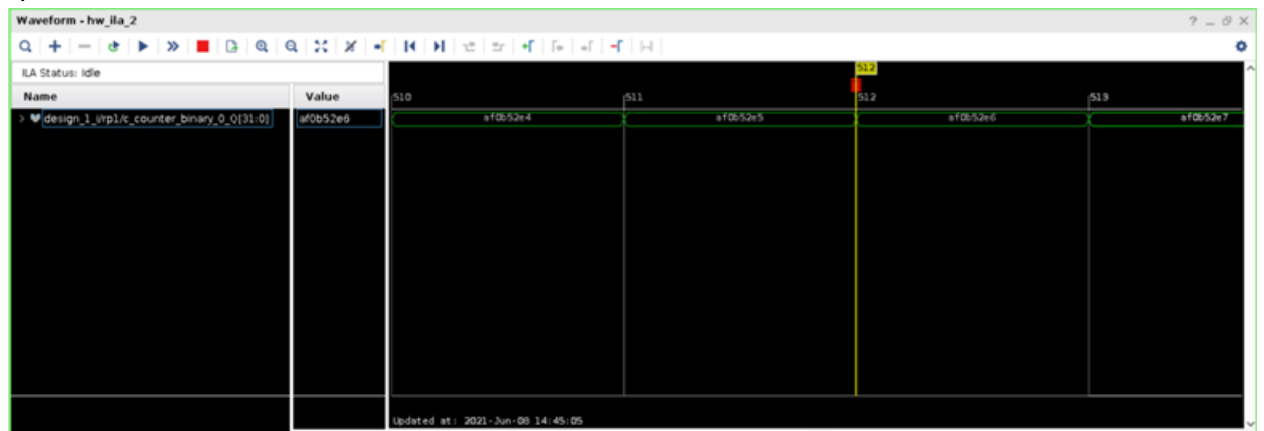 Waveform - hw_ila_2
ILA Status: Idle
512
Name Value 510 511 512 513
design_1_i/rp1/c_counter_binary_0_Q[31:0] af0b52e6 af0b52e4 af0b52e5 af0b52e6 af0b52e7
Updated at: 2021-Jun-08 14:45:05